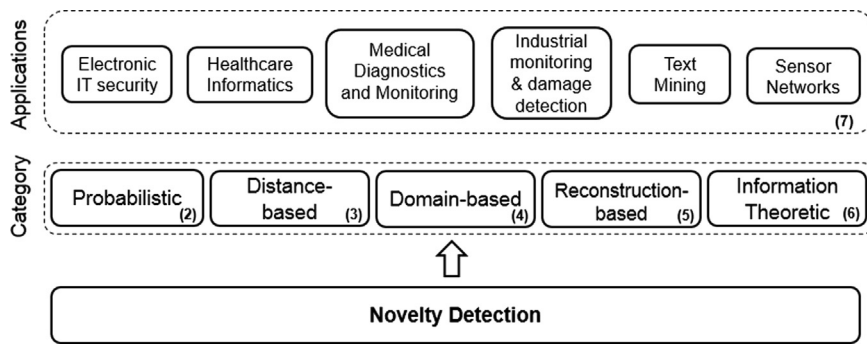 Applications
Electronic
IT security
Healthcare
Informatics
Medical
Diagnostics
and Monitoring
Industrial
monitoring
& damage
detection
Text
Mining
Sensor
Networks
(7)
Category
Probabilistic
(2)
Distance-
based
(3)
Domain-based
(4)
Reconstruction-
based
(5)
Information
Theoretic
(6)
Novelty Detection